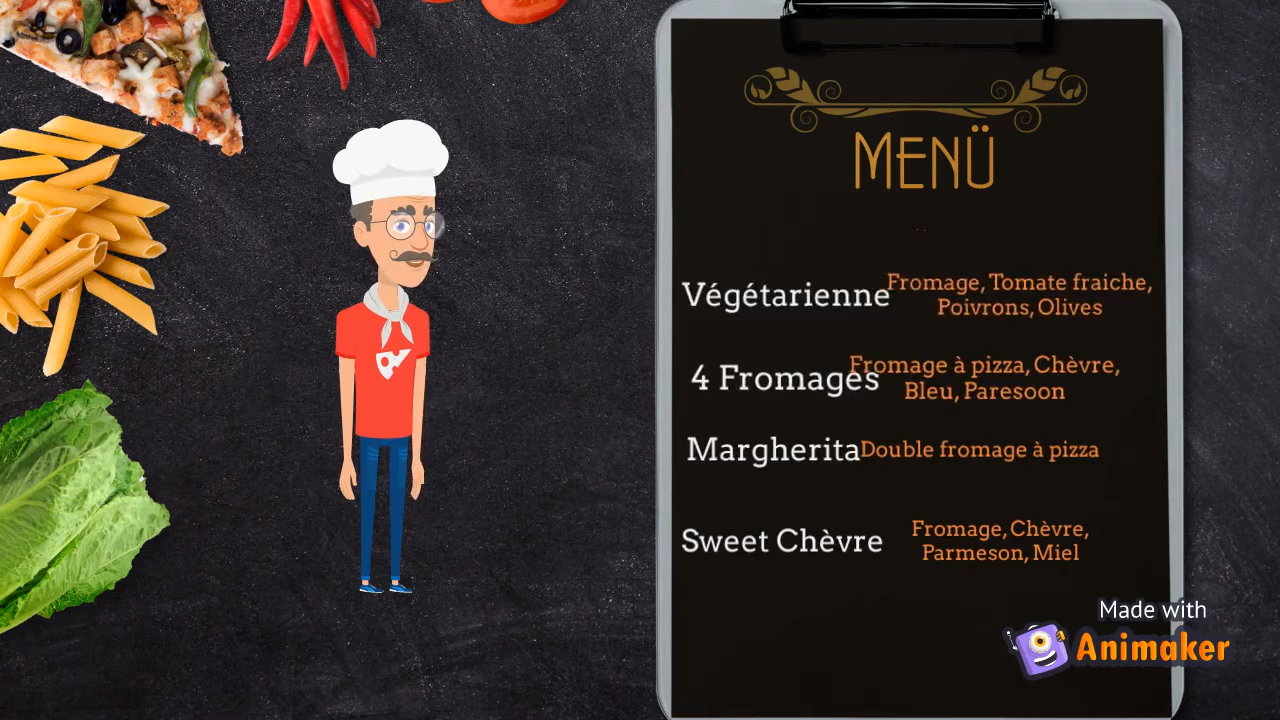 MENÜ
Végétarienne
Fromage, Tomate fraiche,
Poivrons, Olives
4 Fromages
Fromage à pizza, Chèvre,
Bleu, Paresoon
Margherita
Double fromage à pizza
Sweet Chèvre
Fromage, Chèvre,
Parmeson, Miel
Made with
Animaker